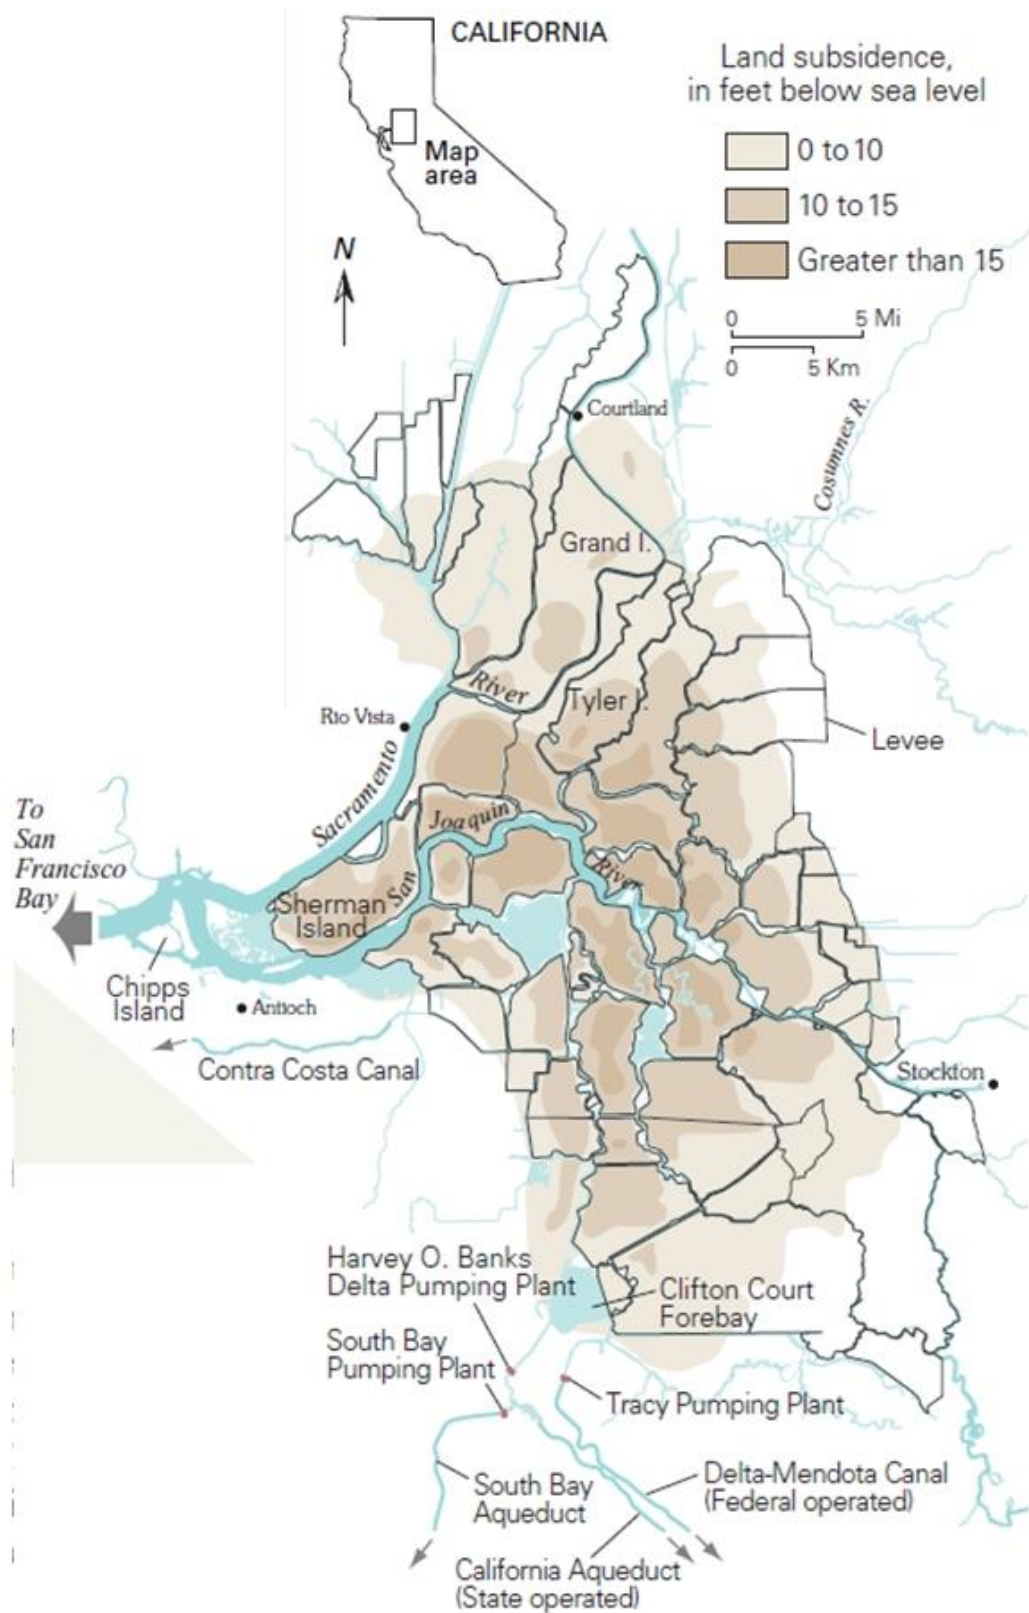 CALIFORNIA
Map
area
N
Land subsidence,
in feet below sea level
0 to 10
10 to 15
Greater than 15
0 5 Mi
0 5 Km
Courtland
Cosumnes R.
Grand I.
River
Tyler I.
Rio Vista
Levee
Sacramento
Joaquin
To
San
Francisco
Bay
River
San
Sherman
Island
Chipps
Island
Antioch
Contra Costa Canal
Stockton
Harvey O. Banks
Delta Pumping Plant
Clifton Court
Forebay
South Bay
Pumping Plant
Tracy Pumping Plant
South Bay
Aqueduct
Delta-Mendota Canal
(Federal operated)
California Aqueduct
(State operated)